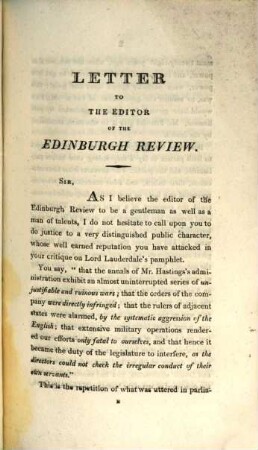 LETTER
TO
THE EDITOR
OF THE
EDINBURGH REVIEW.
SIR,
AS I believe the editor of the
Edinburgh Review to be a gentleman as well as a
man of talents, I do not hesitate to call upon you to
do justice to a very distinguished public character,
whose well earned reputation you have attacked in
your critique on Lord Lauderdale's pamphlet.
You say, "that the annals of Mr. Hastings's admi-
nistration exhibit an almost uninterrupted series of un-
justifiable and ruinous wars; that the orders of the com-
pany were directly infringed; that the rulers of adjacent
states were alarmed, by the systematic aggression of the
English; that extensive military operations render-
ed our efforts only fatal to ourselves, and that hence it
became the duty of the legislature to interfere, as the
directors could not check the irregular conduct of their
own servants."
This is the repetition of what was uttered in parlia-
B